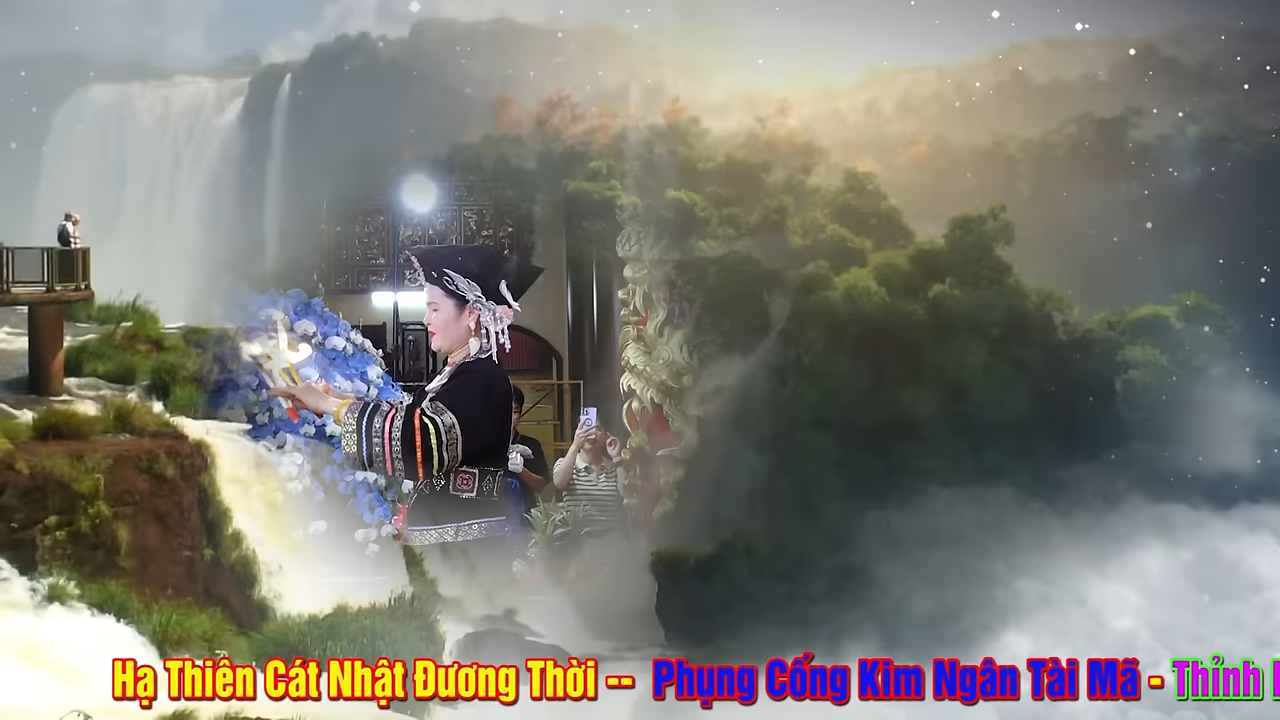 Hạ Thiên Cát Nhật Đương Thời -- Phụng Cống Kim Ngân Tài Mã - Thỉnh